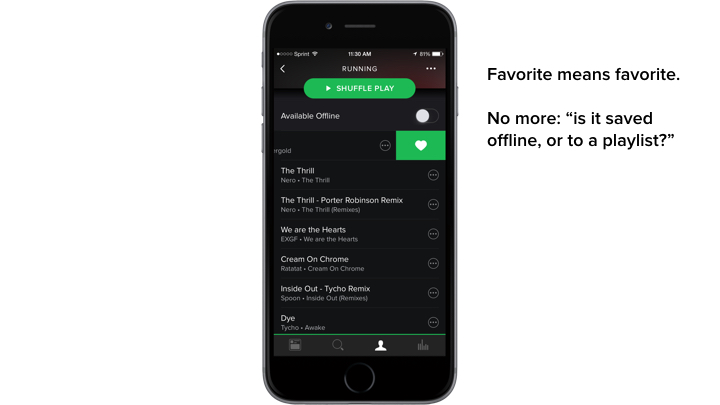 Sprint 11:30 AM 81%
RUNNING
SHUFFLE PLAY
Available Offline
ergold
The Thrill
Nero • The Thrill
The Thrill - Porter Robinson Remix
Nero • The Thrill (Remixes)
We are the Hearts
EXGF • We are the Hearts
Cream On Chrome
Ratatat • Cream On Chrome
Inside Out - Tycho Remix
Spoon • Inside Out (Remixes)
Dye
Tycho • Awake
Favorite means favorite.
No more: “is it saved
offline, or to a playlist?”